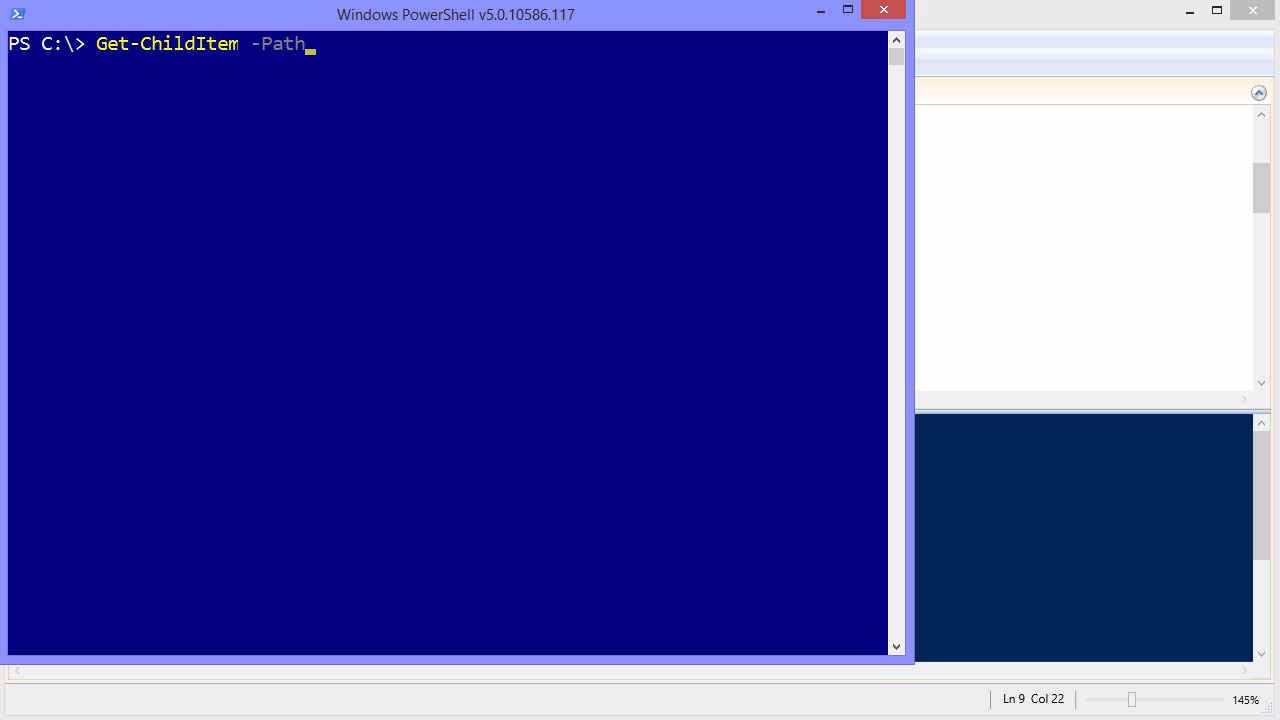 Windows PowerShell v5.0.10586.117
PS C:\> Get-ChildItem -Path
Ln 9 Col 22
145%